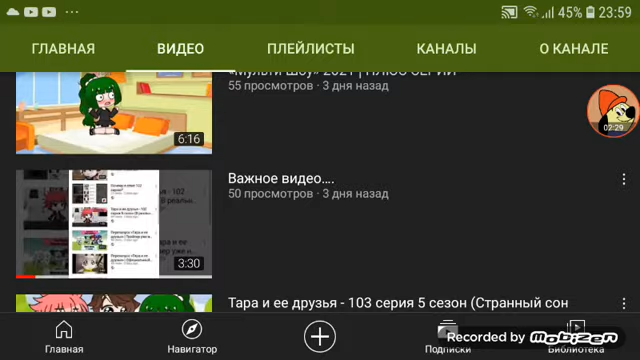 45% 23:59
ГЛАВНАЯ ВИДЕО ПЛЕЙЛИСТЫ КАНАЛЫ О КАНАЛЕ
«Мульти Шоу» 2021 | ПЛЮС СЕРИИ
55 просмотров · 3 дня назад
6:16
02:29
Важное видео....
50 просмотров · 3 дня назад
3:30
Тара и ее друзья - 103 серия 5 сезон (Странный сон
Главная Навигатор Подписки Библиотека
Recorded by Mobizen